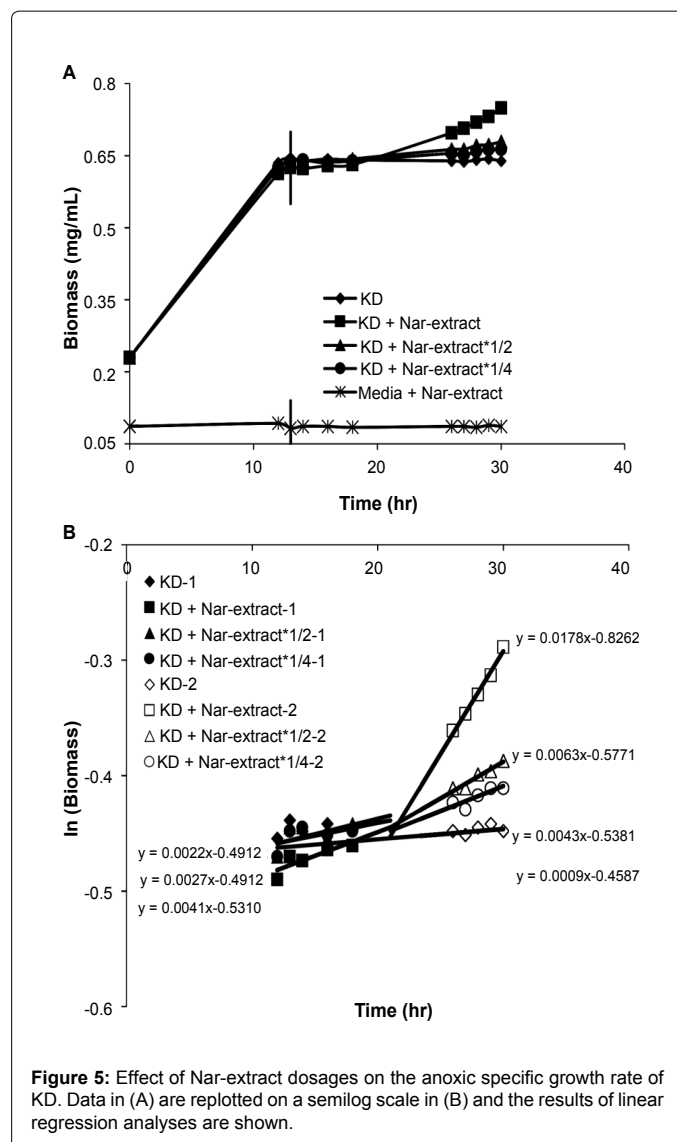 A
0.8
0.65
0.5
0.35
0.2
0.05
Biomass (mg/mL)
KD
KD + Nar-extract
KD + Nar-extract*1/2
KD + Nar-extract*1/4
Media + Nar-extract
0 10 20 30 40
Time (hr)
B
-0.2
-0.3
-0.4
-0.5
-0.6
ln (Biomass)
0 10 20 30 40
KD-1
KD + Nar-extract-1
KD + Nar-extract*1/2-1
KD + Nar-extract*1/4-1
KD-2
KD + Nar-extract-2
KD + Nar-extract*1/2-2
KD + Nar-extract*1/4-2
y = 0.0178x-0.8262
y = 0.0063x-0.5771
y = 0.0043x-0.5381
y = 0.0009x-0.4587
y = 0.0022x-0.4912
y = 0.0027x-0.4912
y = 0.0041x-0.5310
Time (hr)
Figure 5: Effect of Nar-extract dosages on the anoxic specific growth rate of
KD. Data in (A) are replotted on a semilog scale in (B) and the results of linear
regression analyses are shown.